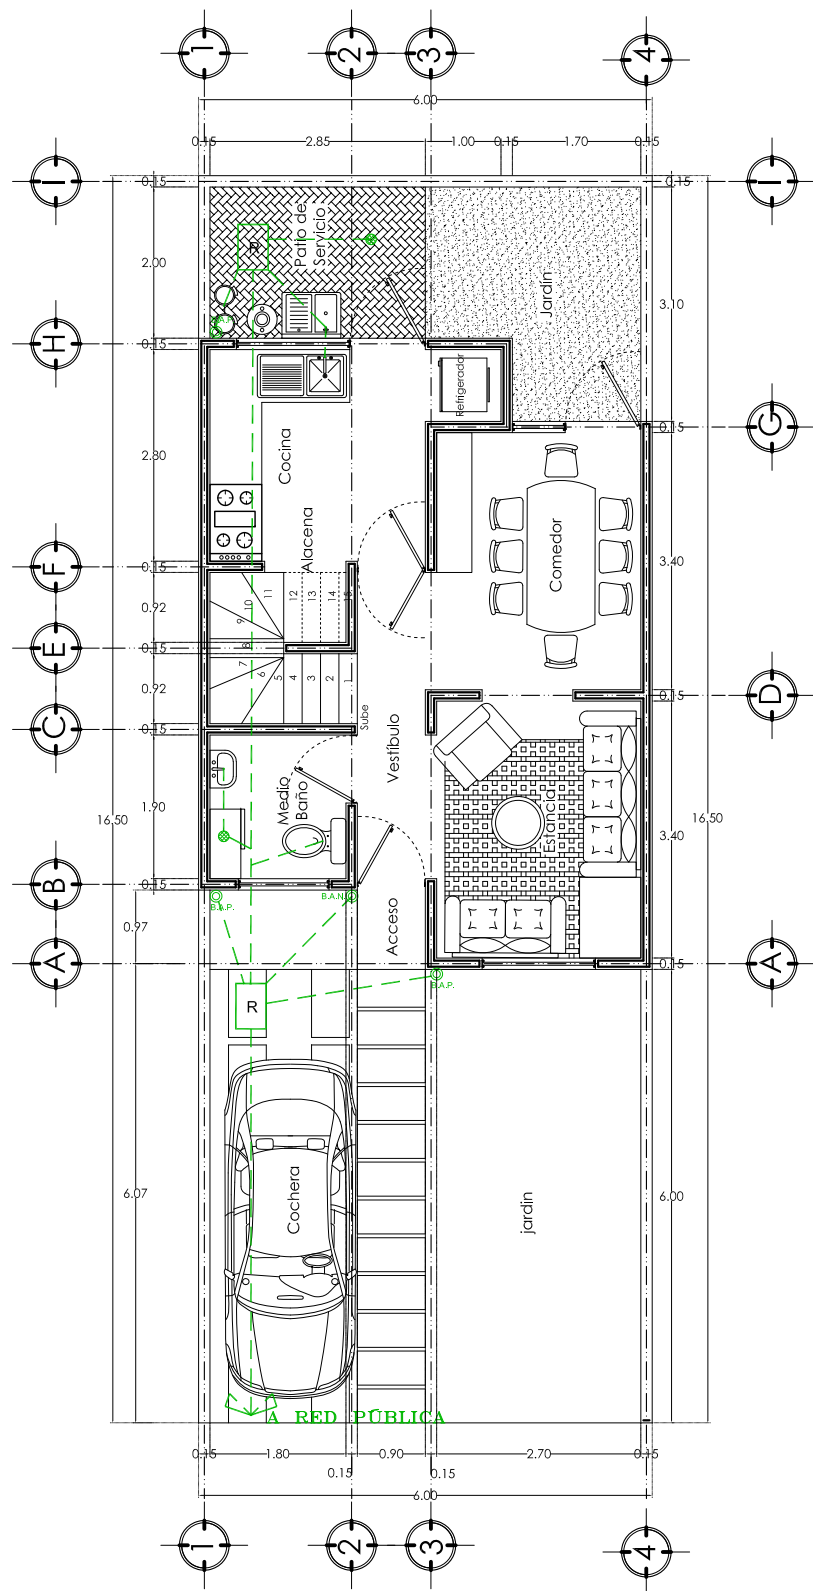 1
2
3
4
6.00
0.15
2.85
1.00
0.15
1.70
0.15
I
0.15
0.15
I
R
Patio de
Servicio
2.00
Jardín
3.10
H
0.15
Refrigerador
0.15
G
2.80
Cocina
Alacena
Comedor
3.40
F
0.15
0.92
9
10
11
12
13
14
15
E
0.15
8
7
6
5
4
3
2
1
0.92
0.15
D
C
0.15
Sube
Vestíbulo
Medio
Baño
Estancia
1.90
16.50
16.50
3.40
B
0.15
B.A.P.
B.A.N.
0.97
Acceso
A
0.15
A
B.A.P.
R
6.07
Cochera
jardin
6.00
A RED PÚBLICA
0.15
1.80
0.90
2.70
0.15
0.15
0.15
6.00
1
2
3
4